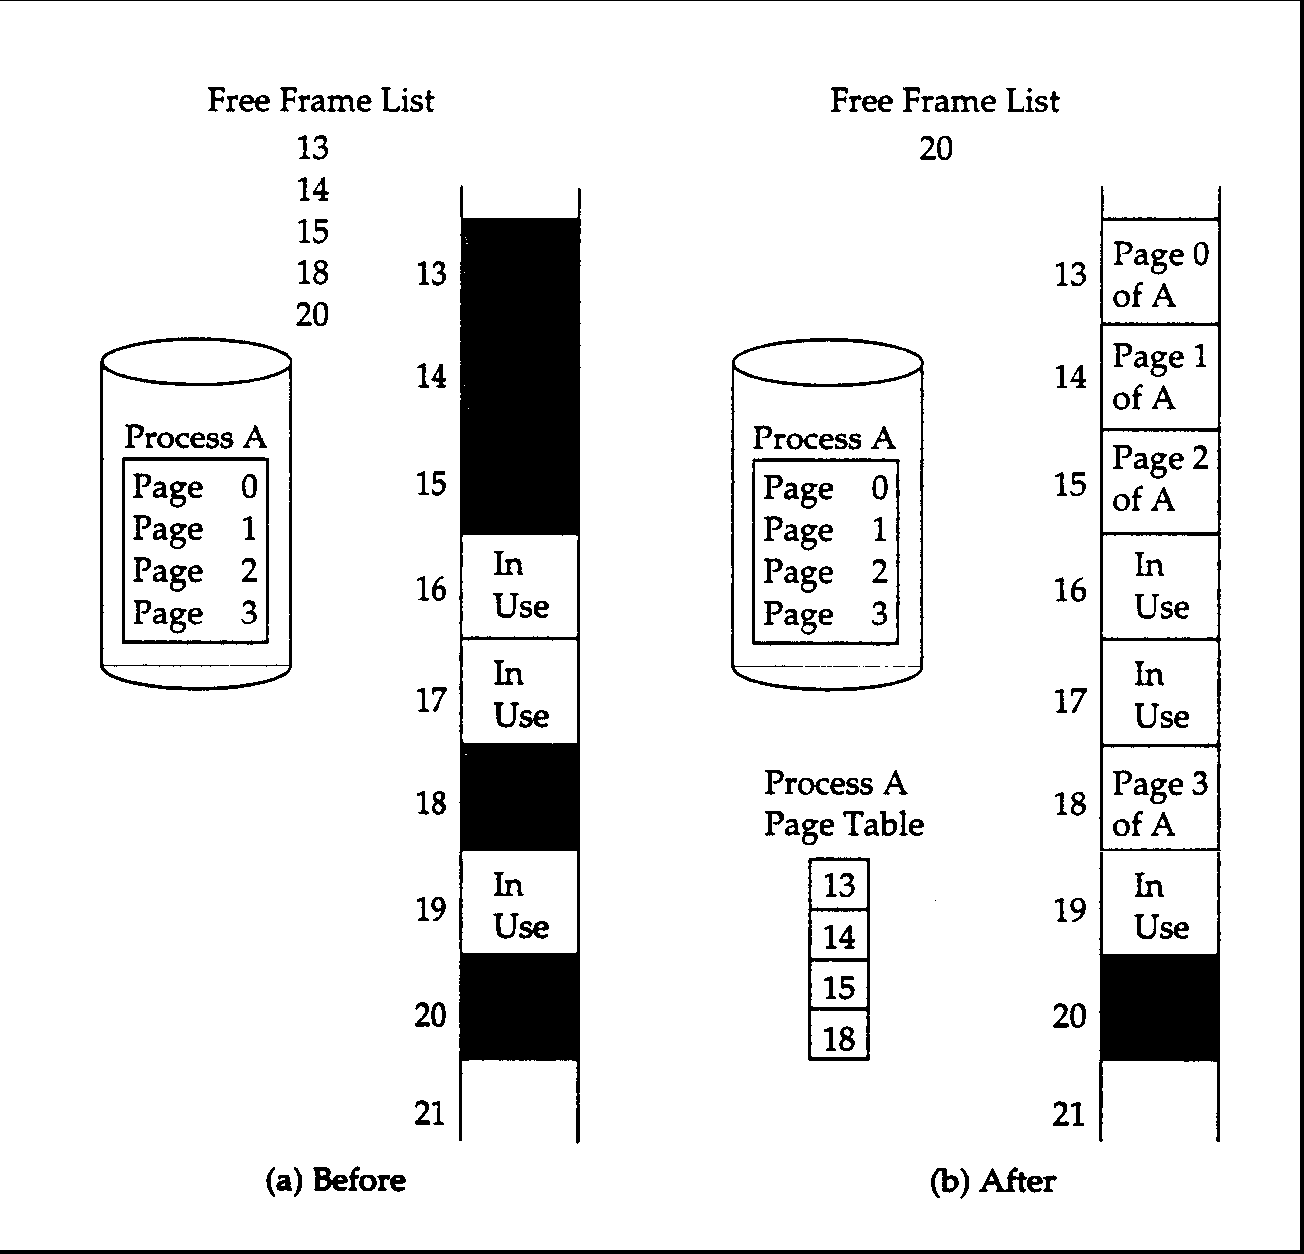 Free Frame List
13
14
15
18
20
Process A
Page 0
Page 1
Page 2
Page 3
13
14
15
16
In
Use
17
In
Use
18
19
In
Use
20
21
(a) Before
Free Frame List
20
Process A
Page 0
Page 1
Page 2
Page 3
Process A
Page Table
13
14
15
18
13
Page 0
of A
14
Page 1
of A
15
Page 2
of A
16
In
Use
17
In
Use
18
Page 3
of A
19
In
Use
20
21
(b) After